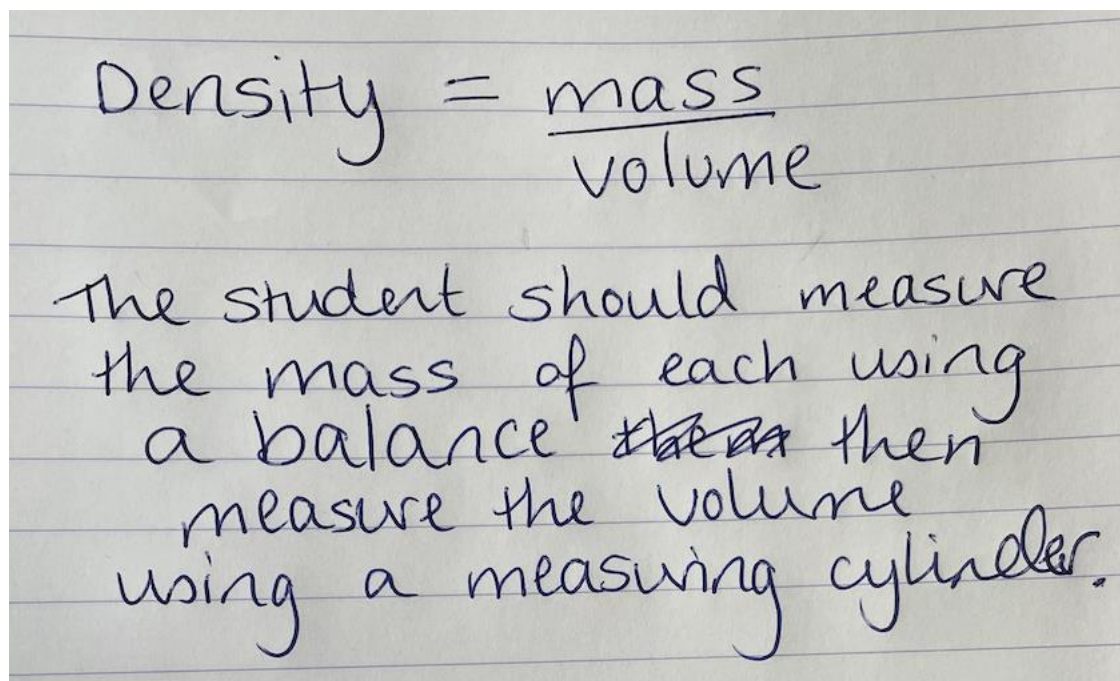 Density = mass
volume
The student should measure
the mass of each using
a balance then
measure the volume
using a measuring cylinder.